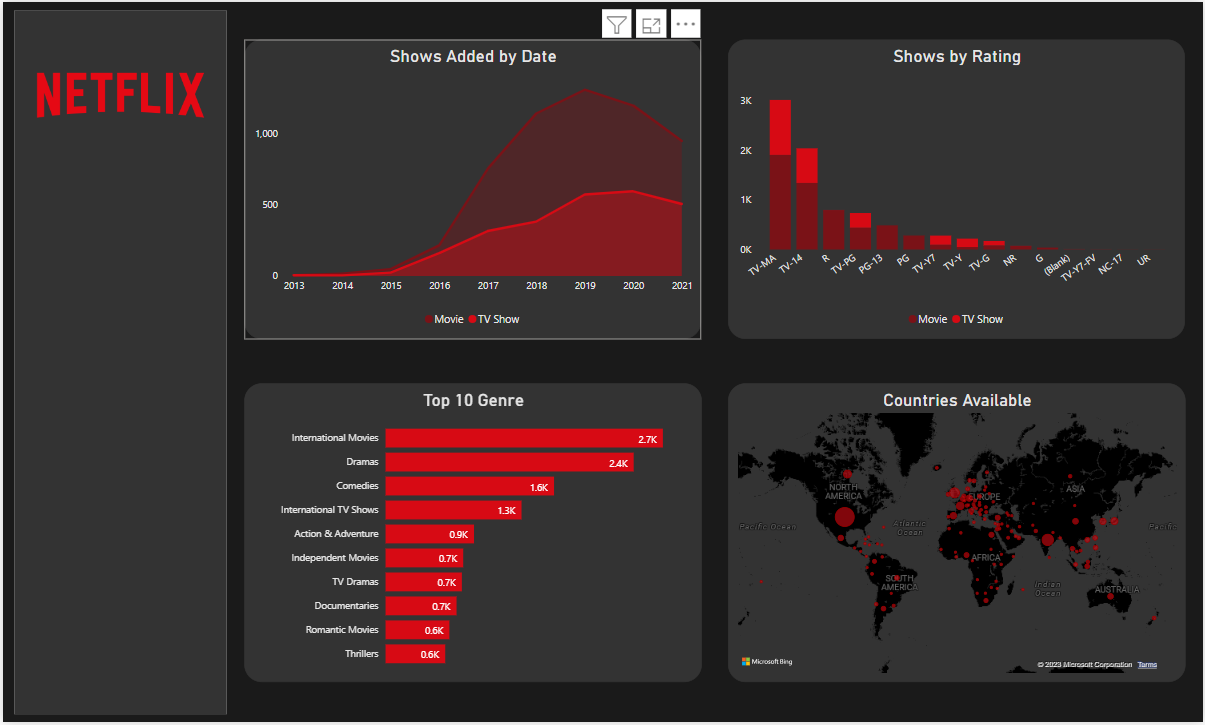 NETFLIX
Shows Added by Date
1,000
500
0
2013 2014 2015 2016 2017 2018 2019 2020 2021
Movie TV Show
Shows by Rating
3K
2K
1K
0K
TV-MA TV-14 R TV-PG PG-13 PG TV-Y7 TV-Y TV-G NR G (Blank) TV-Y7-FV NC-17 UR
Movie TV Show
Top 10 Genre
International Movies 2.7K
Dramas 2.4K
Comedies 1.6K
International TV Shows 1.3K
Action & Adventure 0.9K
Independent Movies 0.7K
TV Dramas 0.7K
Documentaries 0.7K
Romantic Movies 0.6K
Thrillers 0.6K
Countries Available
NORTH
AMERICA
EUROPE
ASIA
Pacific Ocean
Atlantic
Ocean
Pacific
AFRICA
SOUTH
AMERICA
Indian
Ocean
AUSTRALIA
Microsoft Bing
© 2023 Microsoft Corporation Terms